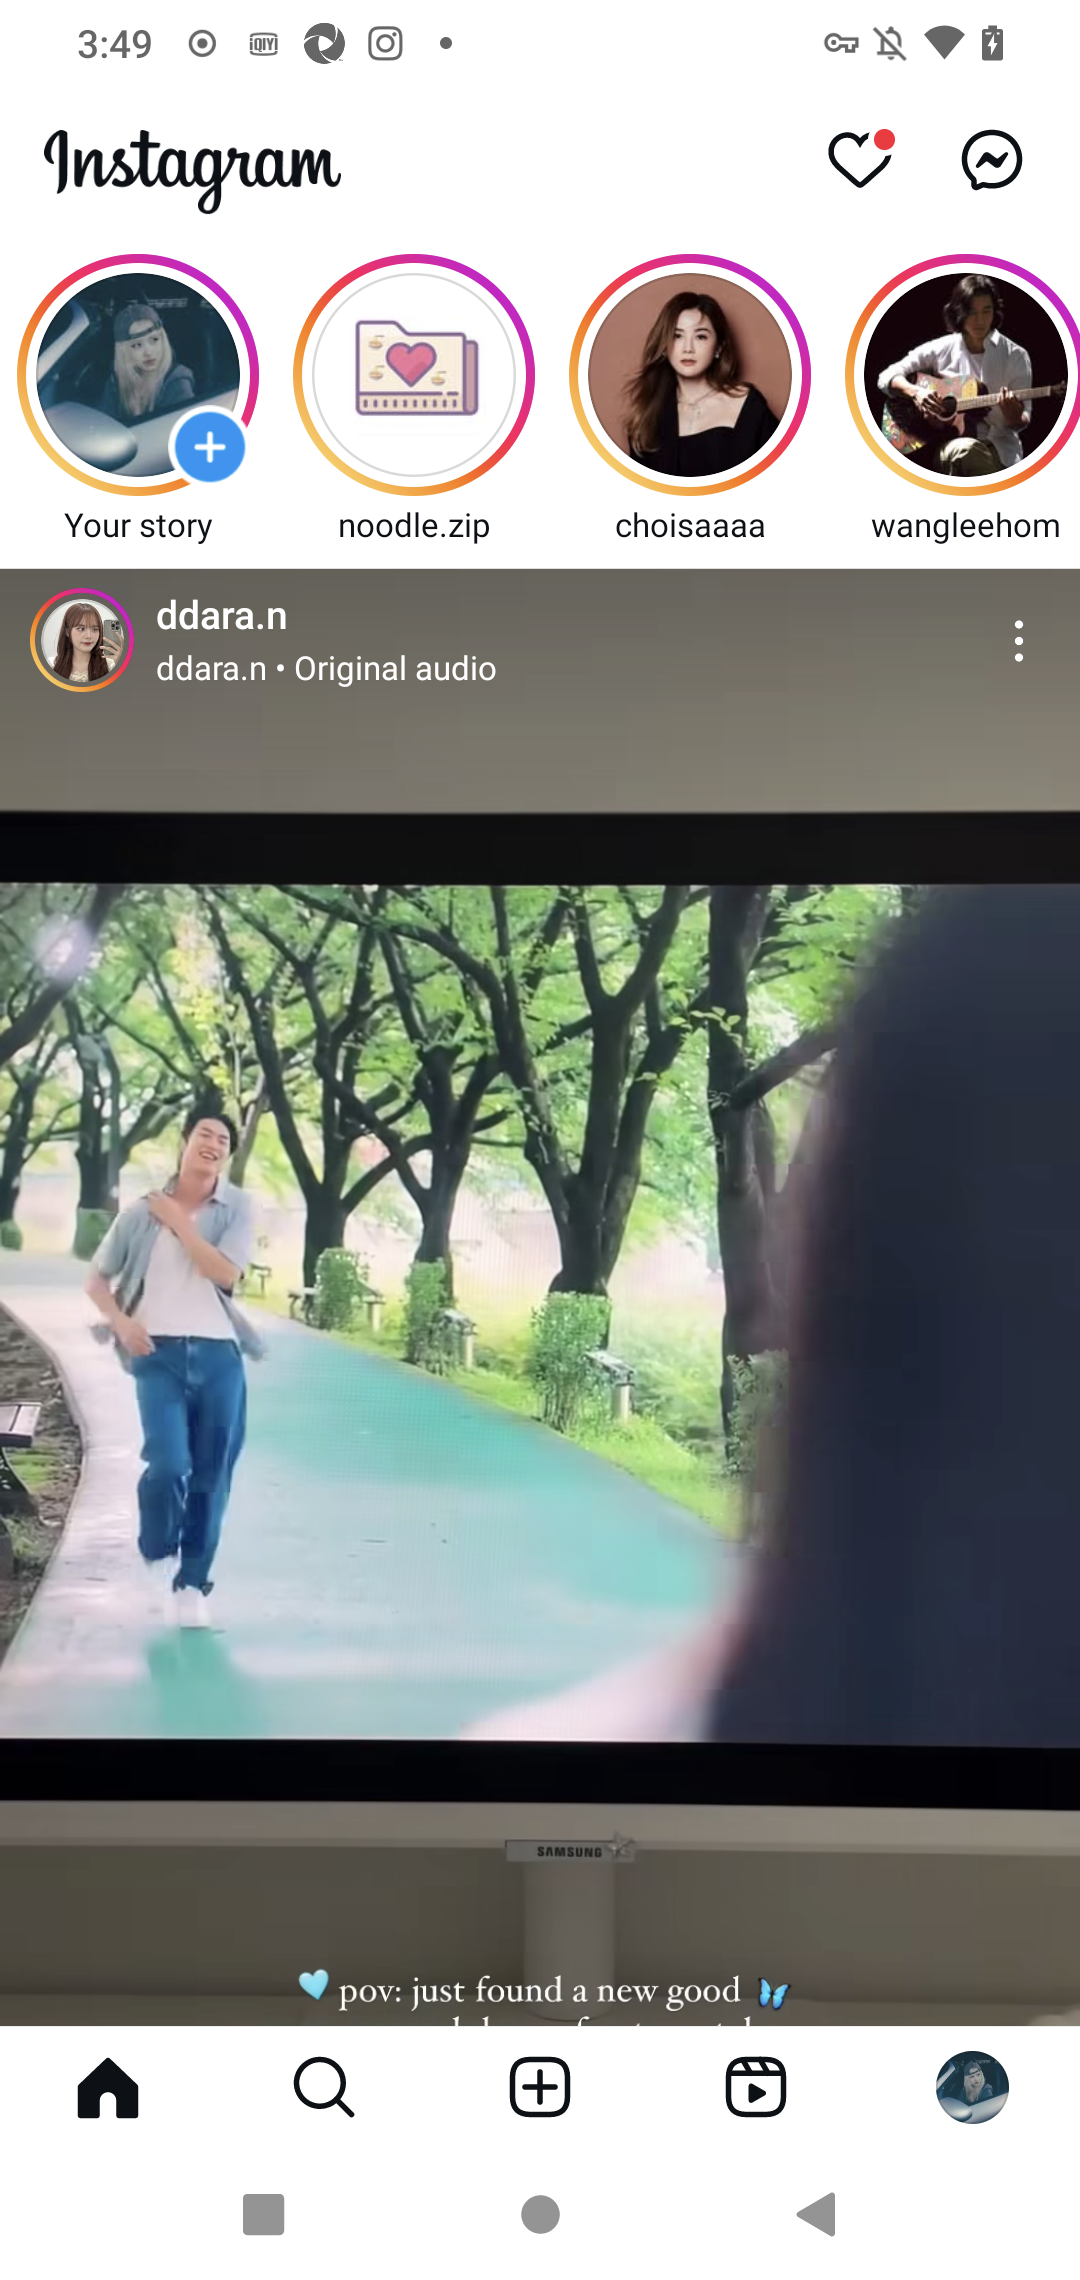 3:49
iQIYI
Instagram
Your story
noodle.zip
choisaaaa
wangleehom
ddara.n
ddara.n • Original audio
SAMSUNG
🩵 pov: just found a new good 🦋